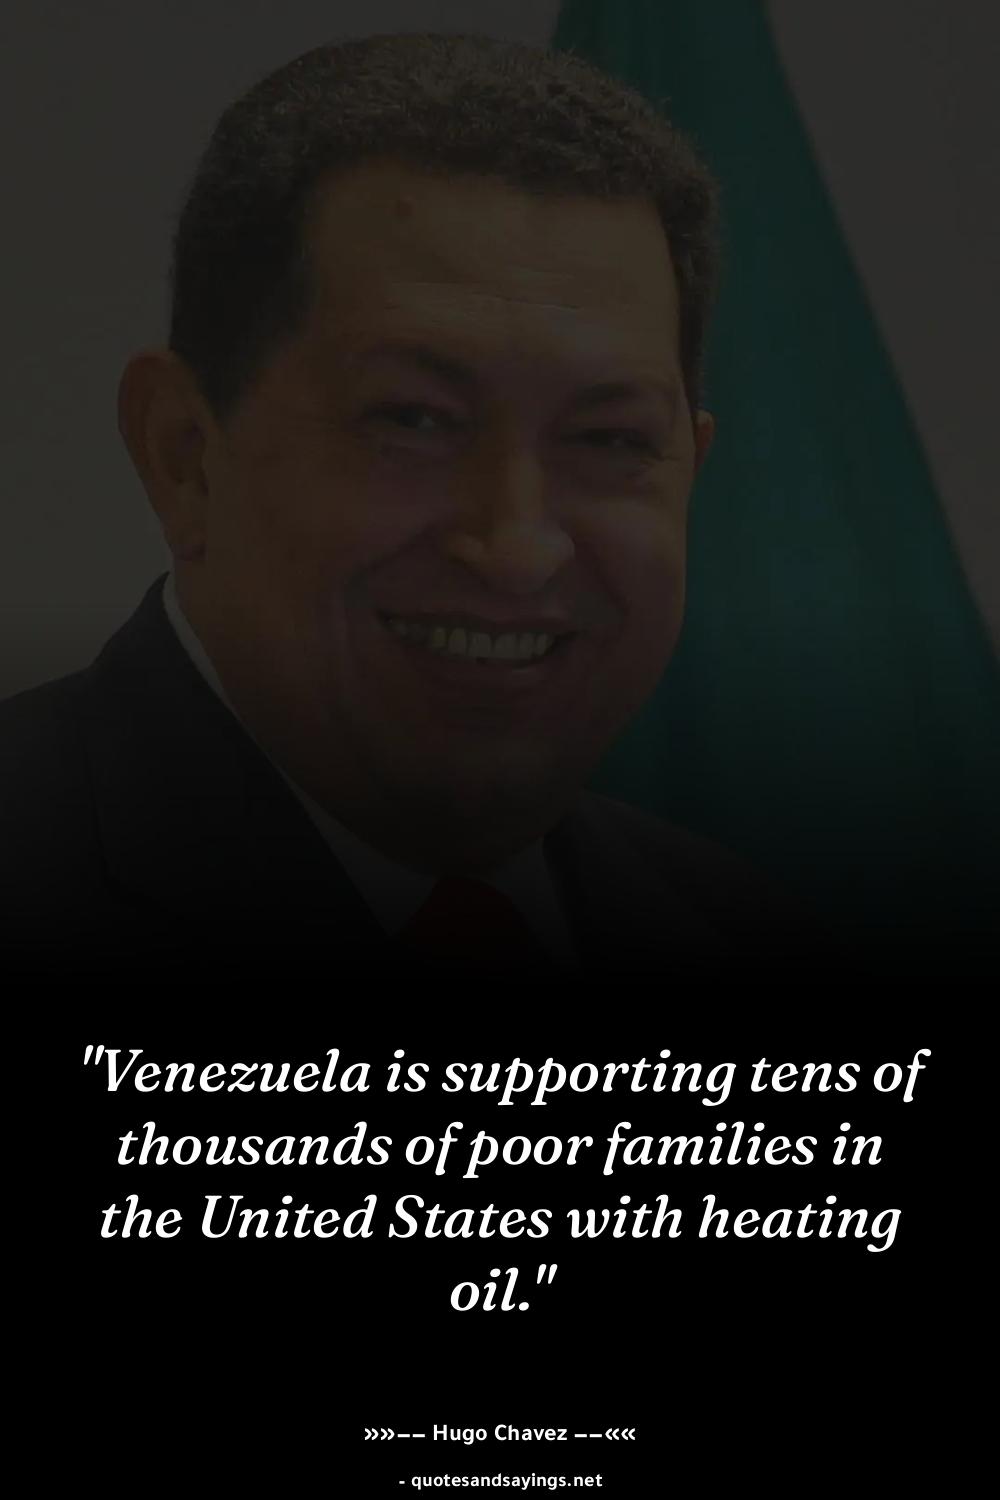 "Venezuela is supporting tens of
thousands of poor families in
the United States with heating
oil."
»»−− Hugo Chavez −−««
- quotesandsayings.net